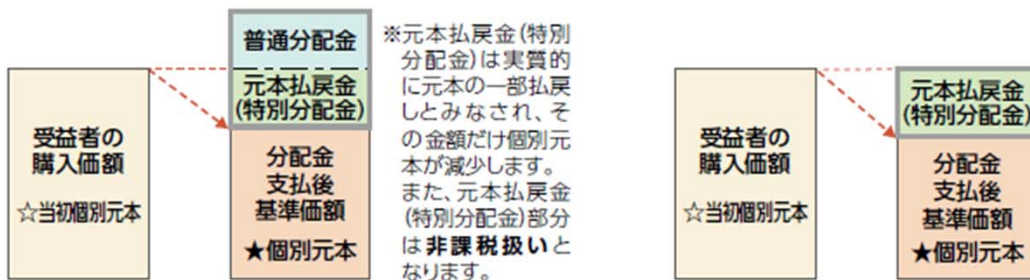 受益者の
購入価額
☆当初個別元本
普通分配金
元本払戻金
(特別分配金)
分配金
支払後
基準価額
★個別元本
※元本払戻金(特別
分配金)は実質的
に元本の一部払戻
しとみなされ、そ
の金額だけ個別元
本が減少します。
また、元本払戻金
(特別分配金)部分
は非課税扱いと
なります。
受益者の
購入価額
☆当初個別元本
元本払戻金
(特別分配金)
分配金
支払後
基準価額
★個別元本